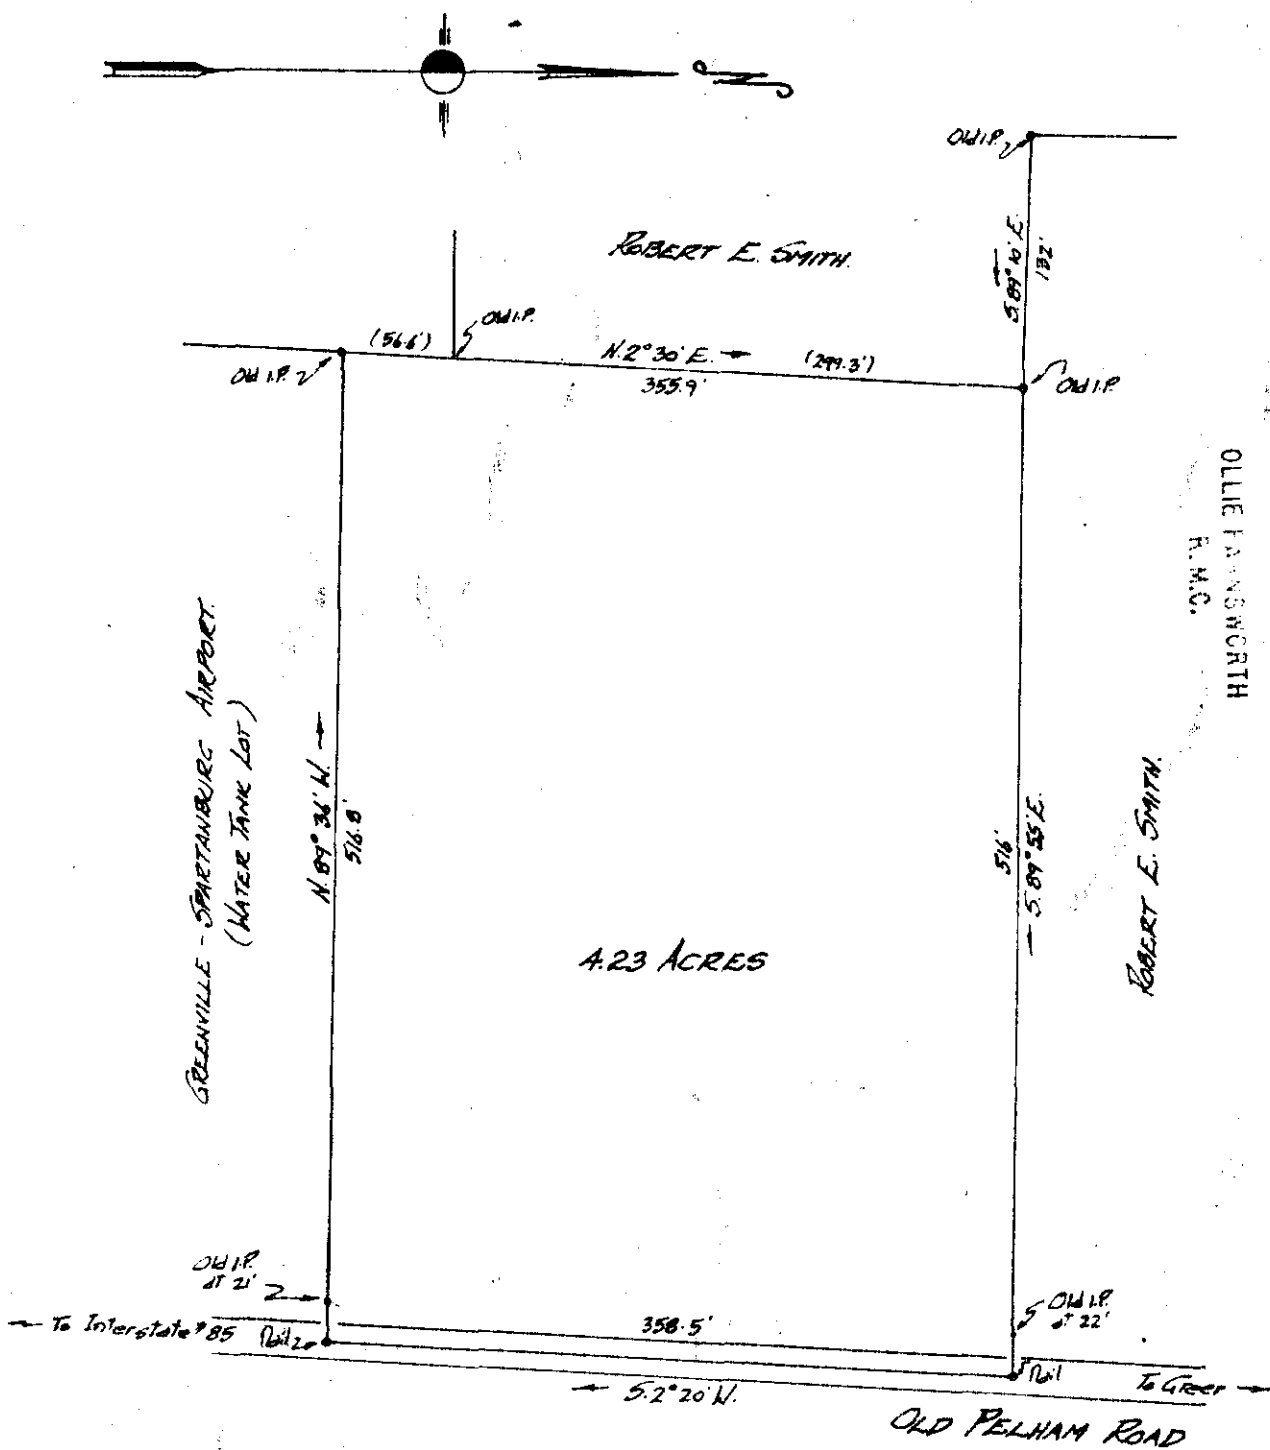 N
Old I.P.
S. 89° 10' E.
132'
ROBERT E. SMITH.
(56.6')
Old I.P.
N. 2° 30' E.
(299.3')
355.9'
Old I.P.
Old I.P.
OLLIE FARNSWORTH
R.M.C.
GREENVILLE - SPARTANBURG AIRPORT.
(WATER TANK LOT)
N. 89° 36' W.
516.8'
516'
S. 89° 55' E.
ROBERT E. SMITH.
4.23 ACRES
Old I.P.
at 21'
Old I.P.
at 22'
To Interstate #85
Nail
358.5'
Nail
To Greer
S. 2° 20' W.
OLD PELHAM ROAD